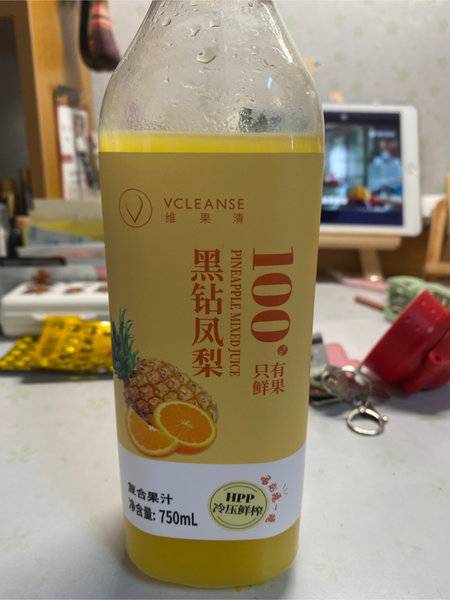 VCLEANSE
维果清
100%
PINEAPPLE MIXED JUICE
黑钻凤梨
只有
鲜果
HPP
冷压鲜榨
复合果汁
净含量: 750mL